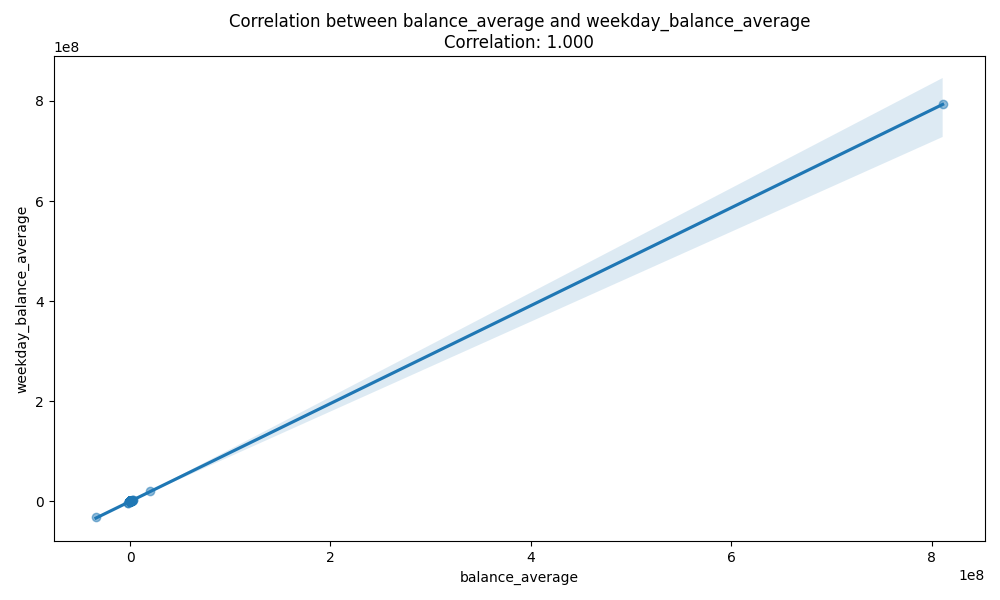 Correlation between balance_average and weekday_balance_average
Correlation: 1.000
1e8
8
6
4
2
0
weekday_balance_average
0 2 4 6 8
1e8
balance_average